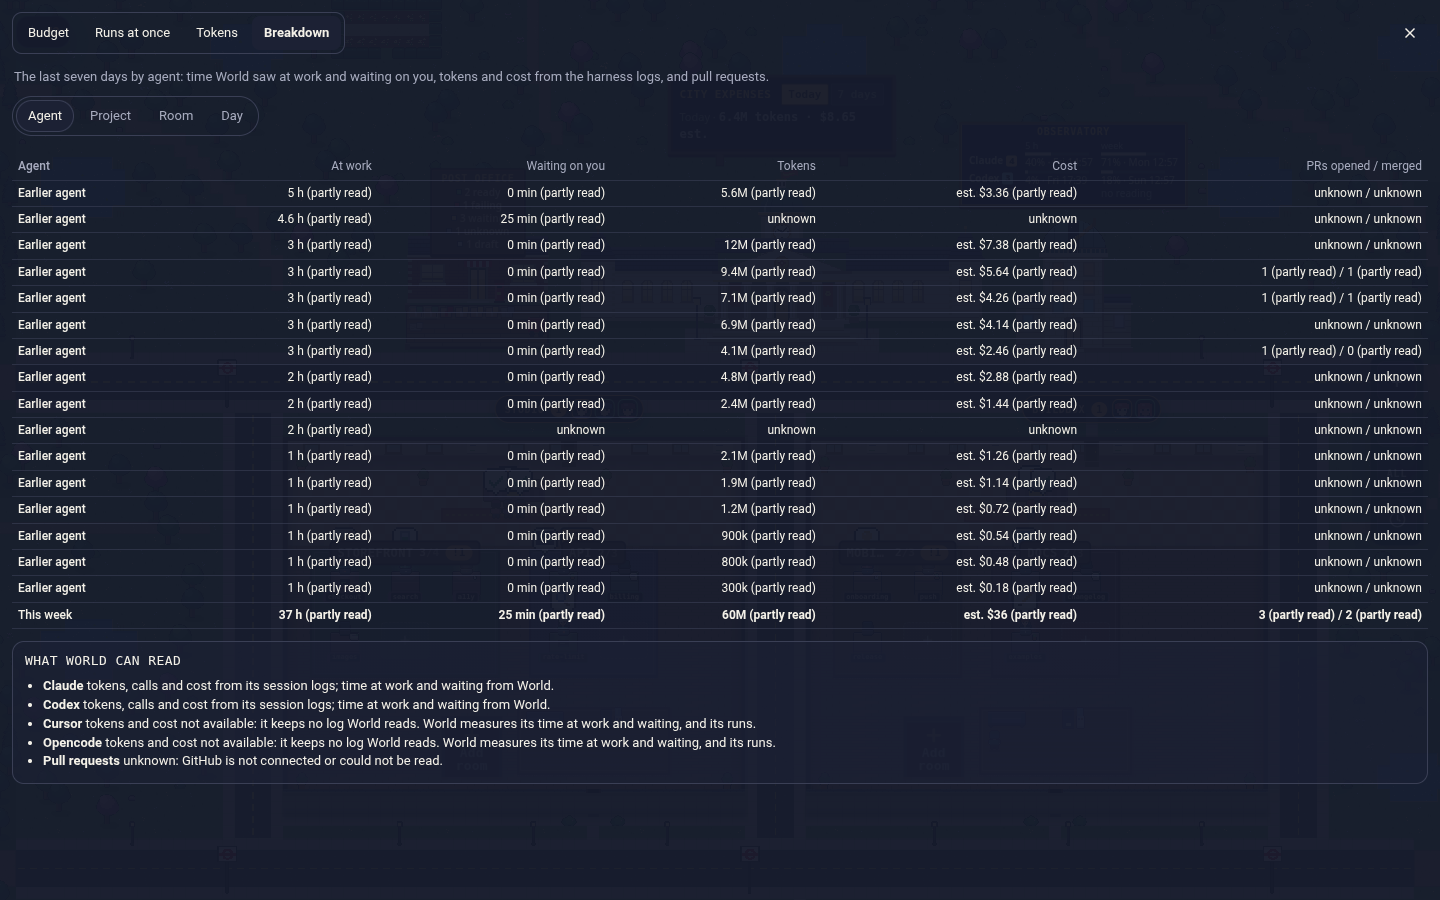 Budget Runs at once Tokens Breakdown ×
The last seven days by agent: time World saw at work and waiting on you, tokens and cost from the harness logs, and pull requests.
Agent Project Room Day
Agent At work Waiting on you Tokens Cost PRs opened / merged
Earlier agent 5 h (partly read) 0 min (partly read) 5.6M (partly read) est. $3.36 (partly read) unknown / unknown
Earlier agent 4.6 h (partly read) 25 min (partly read) unknown unknown unknown / unknown
Earlier agent 3 h (partly read) 0 min (partly read) 12M (partly read) est. $7.38 (partly read) unknown / unknown
Earlier agent 3 h (partly read) 0 min (partly read) 9.4M (partly read) est. $5.64 (partly read) 1 (partly read) / 1 (partly read)
Earlier agent 3 h (partly read) 0 min (partly read) 7.1M (partly read) est. $4.26 (partly read) 1 (partly read) / 1 (partly read)
Earlier agent 3 h (partly read) 0 min (partly read) 6.9M (partly read) est. $4.14 (partly read) unknown / unknown
Earlier agent 3 h (partly read) 0 min (partly read) 4.1M (partly read) est. $2.46 (partly read) 1 (partly read) / 0 (partly read)
Earlier agent 2 h (partly read) 0 min (partly read) 4.8M (partly read) est. $2.88 (partly read) unknown / unknown
Earlier agent 2 h (partly read) 0 min (partly read) 2.4M (partly read) est. $1.44 (partly read) unknown / unknown
Earlier agent 2 h (partly read) unknown unknown unknown unknown / unknown
Earlier agent 1 h (partly read) 0 min (partly read) 2.1M (partly read) est. $1.26 (partly read) unknown / unknown
Earlier agent 1 h (partly read) 0 min (partly read) 1.9M (partly read) est. $1.14 (partly read) unknown / unknown
Earlier agent 1 h (partly read) 0 min (partly read) 1.2M (partly read) est. $0.72 (partly read) unknown / unknown
Earlier agent 1 h (partly read) 0 min (partly read) 900k (partly read) est. $0.54 (partly read) unknown / unknown
Earlier agent 1 h (partly read) 0 min (partly read) 800k (partly read) est. $0.48 (partly read) unknown / unknown
Earlier agent 1 h (partly read) 0 min (partly read) 300k (partly read) est. $0.18 (partly read) unknown / unknown
This week 37 h (partly read) 25 min (partly read) 60M (partly read) est. $36 (partly read) 3 (partly read) / 2 (partly read)
WHAT WORLD CAN READ
• Claude tokens, calls and cost from its session logs; time at work and waiting from World.
• Codex tokens, calls and cost from its session logs; time at work and waiting from World.
• Cursor tokens and cost not available: it keeps no log World reads. World measures its time at work and waiting, and its runs.
• Opencode tokens and cost not available: it keeps no log World reads. World measures its time at work and waiting, and its runs.
• Pull requests unknown: GitHub is not connected or could not be read.